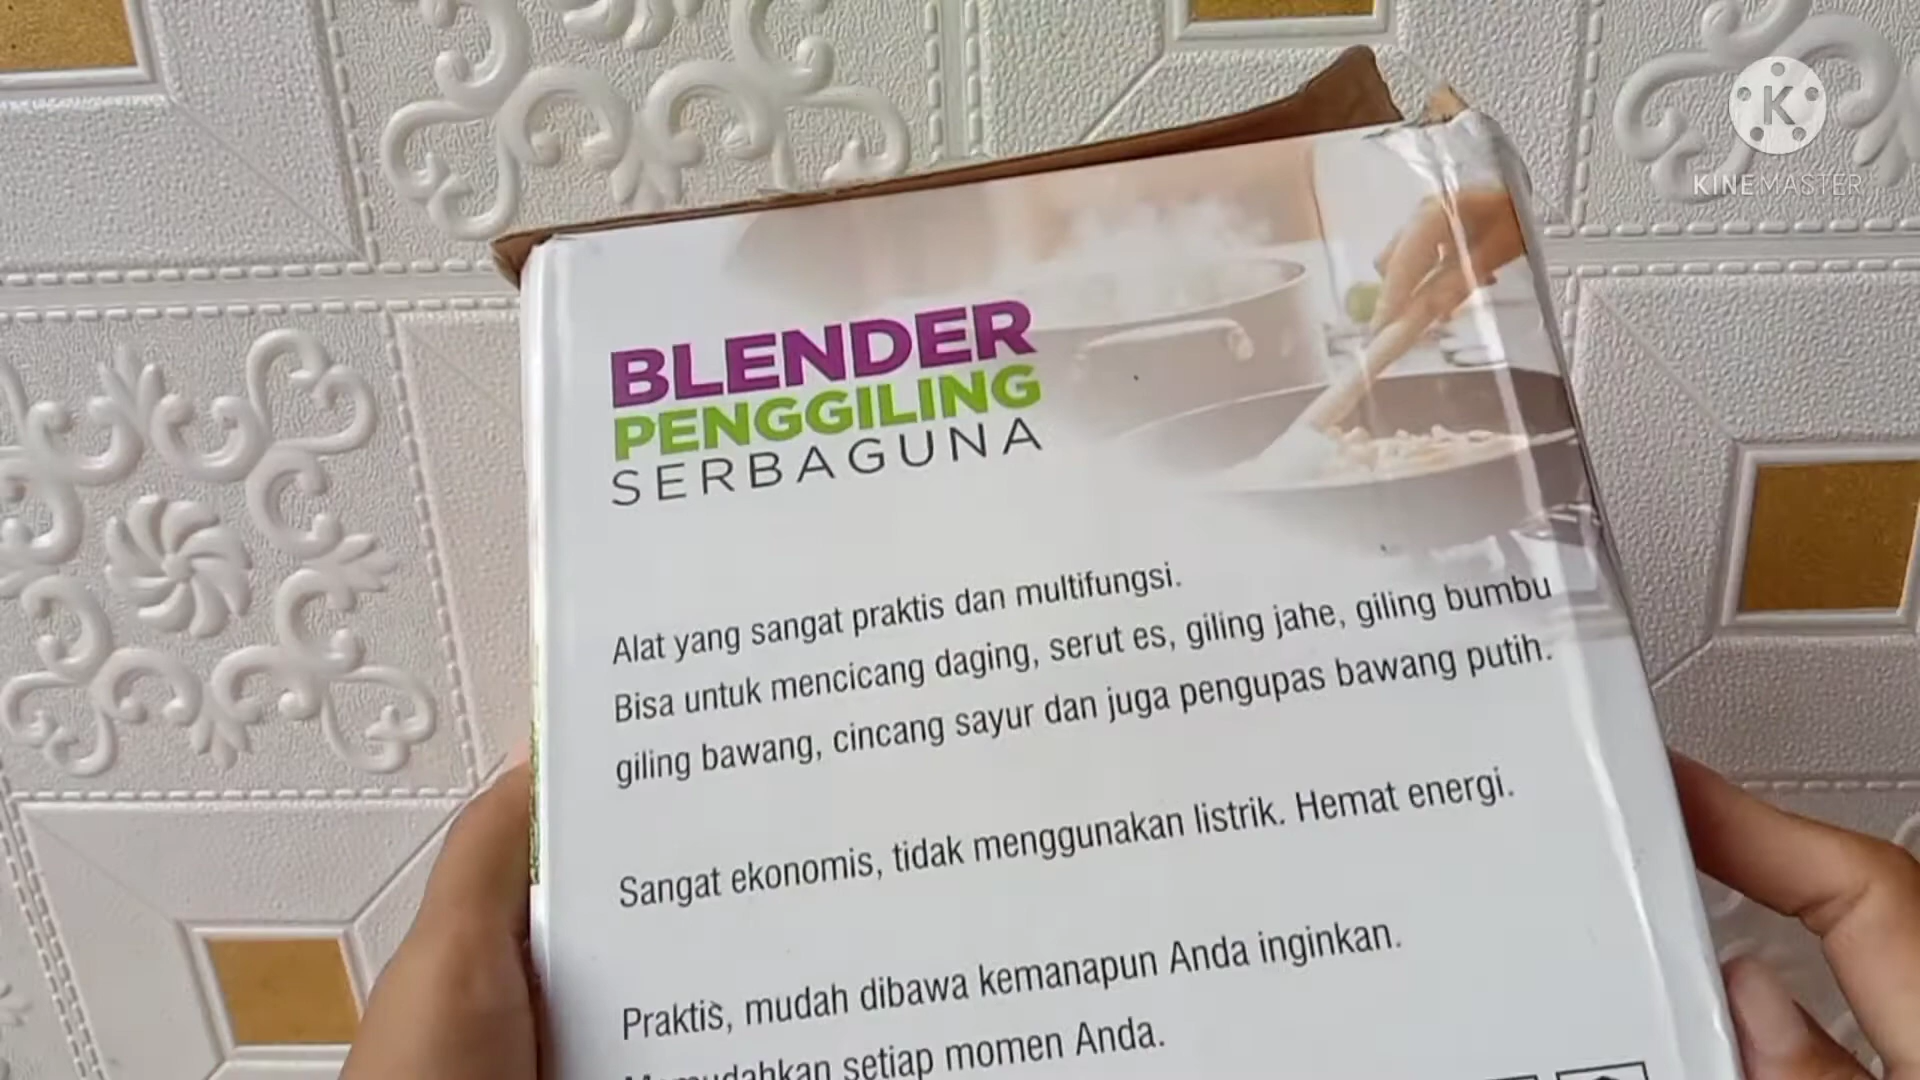 KINEMASTER
BLENDER
PENGGILING
SERBAGUNA
Alat yang sangat praktis dan multifungsi.
Bisa untuk mencicang daging, serut es, giling jahe, giling bumbu
giling bawang, cincang sayur dan juga pengupas bawang putih.
Sangat ekonomis, tidak menggunakan listrik. Hemat energi.
Praktis, mudah dibawa kemanapun Anda inginkan.
setiap momen Anda.